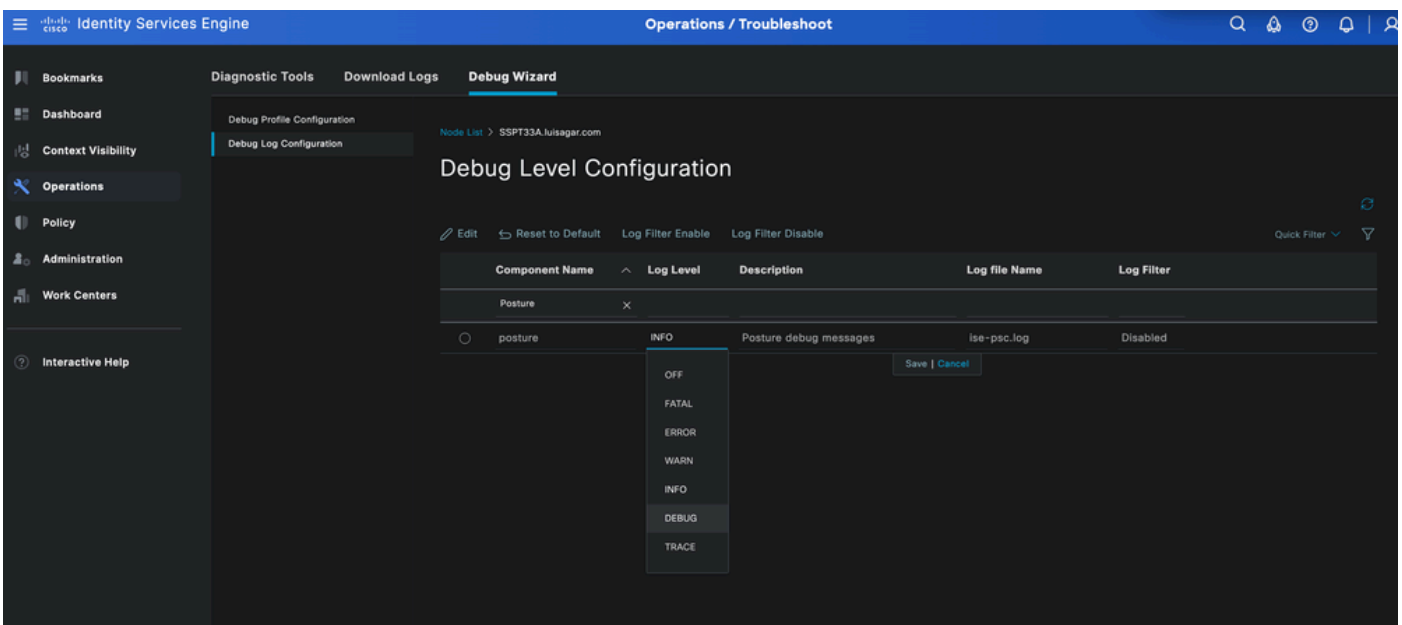 cisco Identity Services Engine
Operations / Troubleshoot
Bookmarks
Dashboard
Context Visibility
Operations
Policy
Administration
Work Centers
Interactive Help
Diagnostic Tools Download Logs Debug Wizard
Debug Profile Configuration
Debug Log Configuration
Node List > SSPT33A.luisagar.com
Debug Level Configuration
Edit Reset to Default Log Filter Enable Log Filter Disable Quick Filter
Component Name Log Level Description Log file Name Log Filter
Posture
posture INFO Posture debug messages ise-psc.log Disabled
Save | Cancel
OFF
FATAL
ERROR
WARN
INFO
DEBUG
TRACE